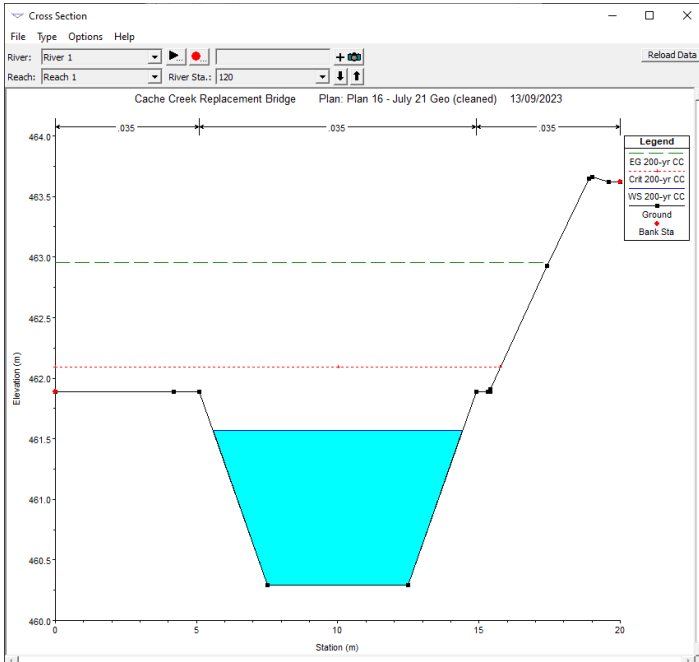 Cross Section
File Type Options Help
River: River 1
Reload Data
Reach: Reach 1 River Sta.: 120
Cache Creek Replacement Bridge Plan: Plan 16 - July 21 Geo (cleaned) 13/09/2023
.035 .035 .035
Legend
EG 200-yr CC
Crit 200-yr CC
WS 200-yr CC
Ground
Bank Sta
464.0
463.5
463.0
462.5
462.0
461.5
461.0
460.5
460.0
Elevation (m)
0 5 10 15 20
Station (m)